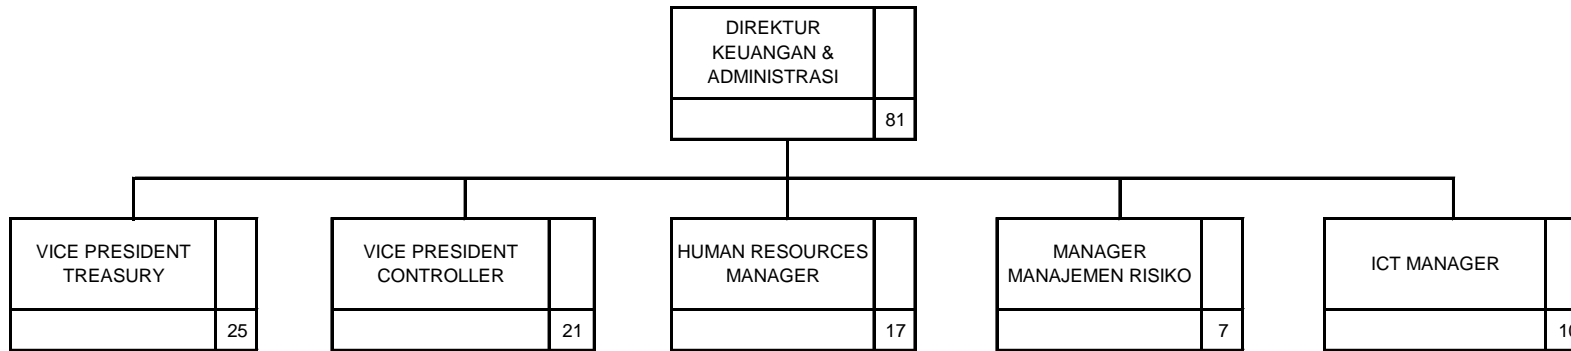 DIREKTUR
KEUANGAN &
ADMINISTRASI
81
VICE PRESIDENT
TREASURY
25
VICE PRESIDENT
CONTROLLER
21
HUMAN RESOURCES
MANAGER
17
MANAGER
MANAJEMEN RISIKO
7
ICT MANAGER
10